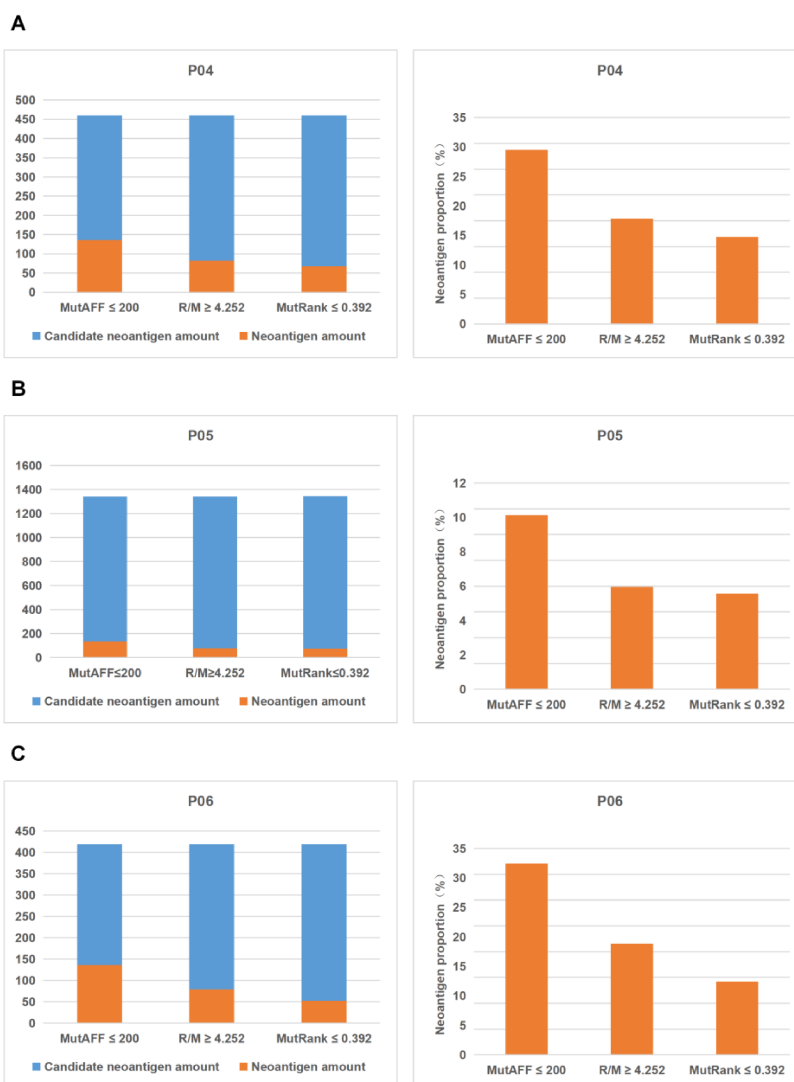 A
P04
500
450
400
350
300
250
200
150
100
50
0
MutAFF ≤ 200 R/M ≥ 4.252 MutRank ≤ 0.392
Candidate neoantigen amount Neoantigen amount
P04
Neoantigen proportion（%）
35
30
25
20
15
10
5
0
MutAFF ≤ 200 R/M ≥ 4.252 MutRank ≤ 0.392
B
P05
1600
1400
1200
1000
800
600
400
200
0
MutAFF≤200 R/M≥4.252 MutRank≤0.392
Candidate neoantigen amount Neoantigen amount
P05
Neoantigen proportion（%）
12
10
8
6
4
2
0
MutAFF ≤ 200 R/M ≥ 4.252 MutRank ≤ 0.392
C
P06
450
400
350
300
250
200
150
100
50
0
MutAFF ≤ 200 R/M ≥ 4.252 MutRank ≤ 0.392
Candidate neoantigen amount Neoantigen amount
P06
Neoantigen proportion（%）
35
30
25
20
15
10
5
0
MutAFF ≤ 200 R/M ≥ 4.252 MutRank ≤ 0.392